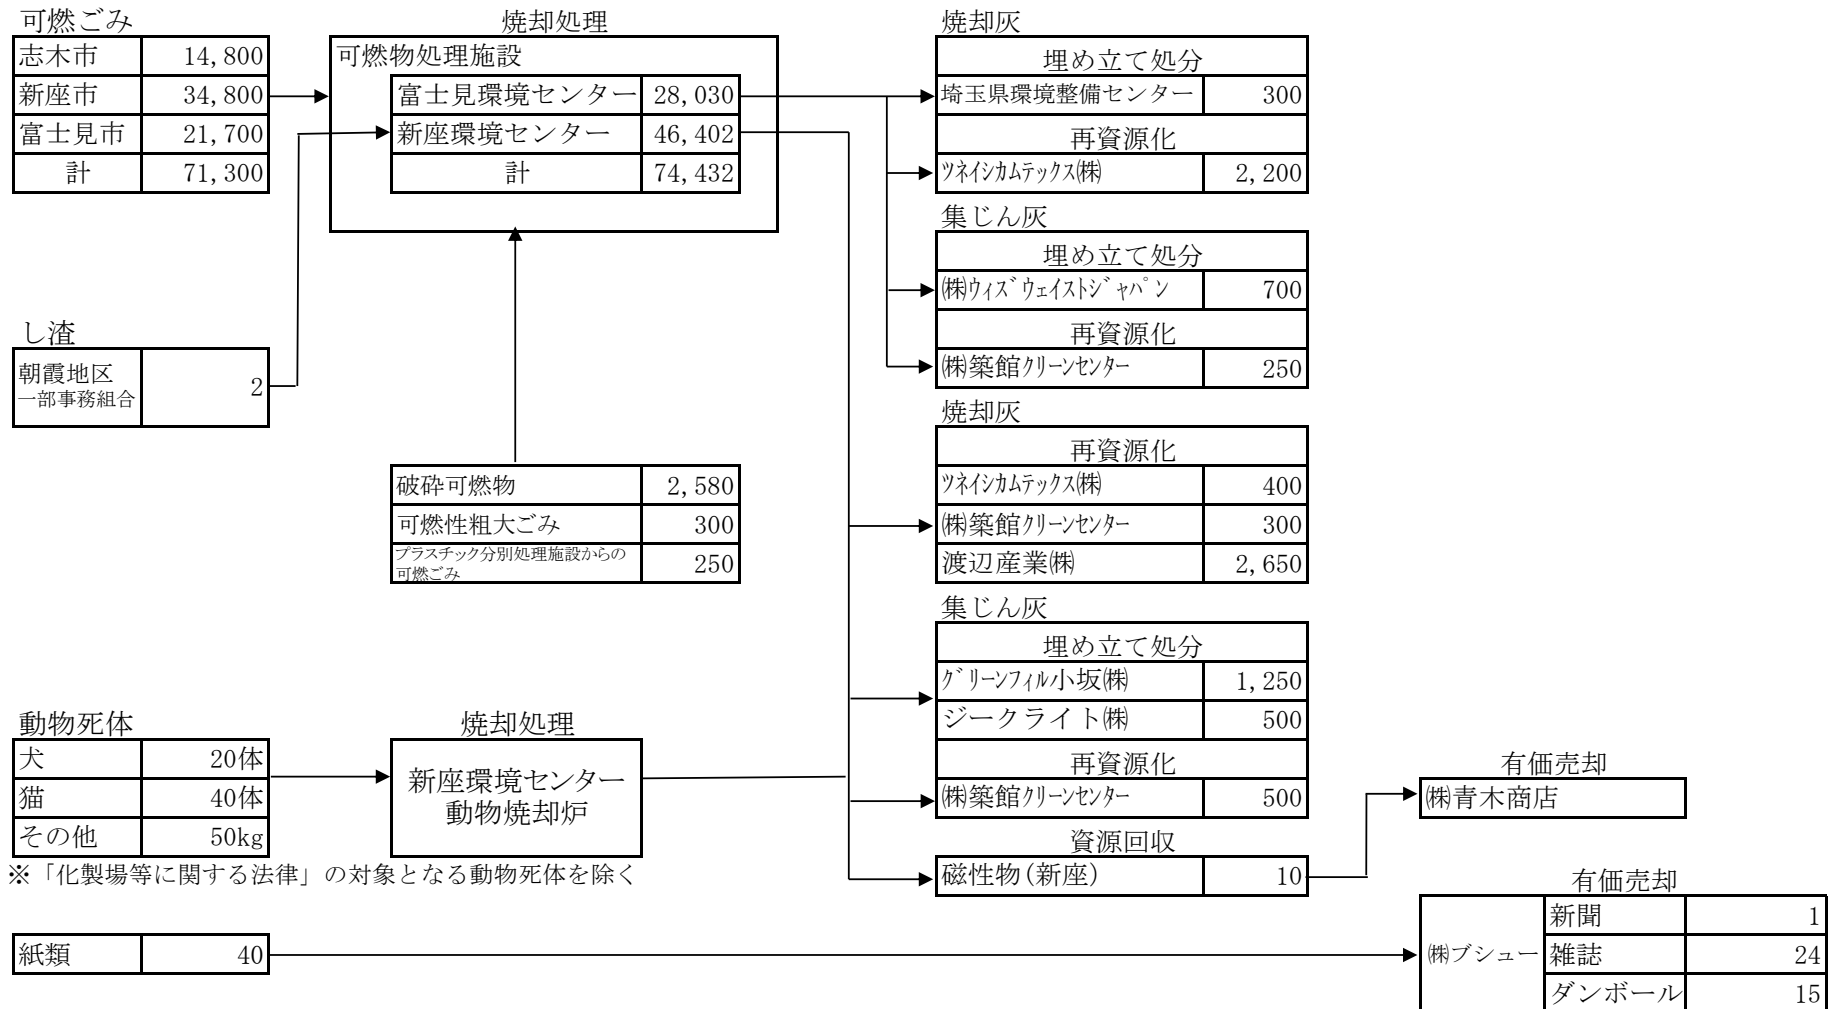 可燃ごみ
志木市 14,800
新座市 34,800
富士見市 21,700
計 71,300
し渣
朝霞地区
一部事務組合 2
焼却処理
可燃物処理施設
富士見環境センター 28,030
新座環境センター 46,402
計 74,432
破砕可燃物 2,580
可燃性粗大ごみ 300
プラスチック分別処理施設からの
可燃ごみ 250
焼却灰
埋め立て処分
埼玉県環境整備センター 300
再資源化
ツネイシカムテックス㈱ 2,200
集じん灰
埋め立て処分
㈱ウィズウェイストジャパン 700
再資源化
㈱築館クリーンセンター 250
焼却灰
再資源化
ツネイシカムテックス㈱ 400
㈱築館クリーンセンター 300
渡辺産業㈱ 2,650
集じん灰
埋め立て処分
グリーンフィル小坂㈱ 1,250
ジークライト㈱ 500
再資源化
㈱築館クリーンセンター 500
資源回収
磁性物(新座) 10
有価売却
㈱青木商店
動物死体
犬 20体
猫 40体
その他 50kg
※「化製場等に関する法律」の対象となる動物死体を除く
焼却処理
新座環境センター
動物焼却炉
紙類 40
有価売却
㈱ブシュー
新聞 1
雑誌 24
ダンボール 15